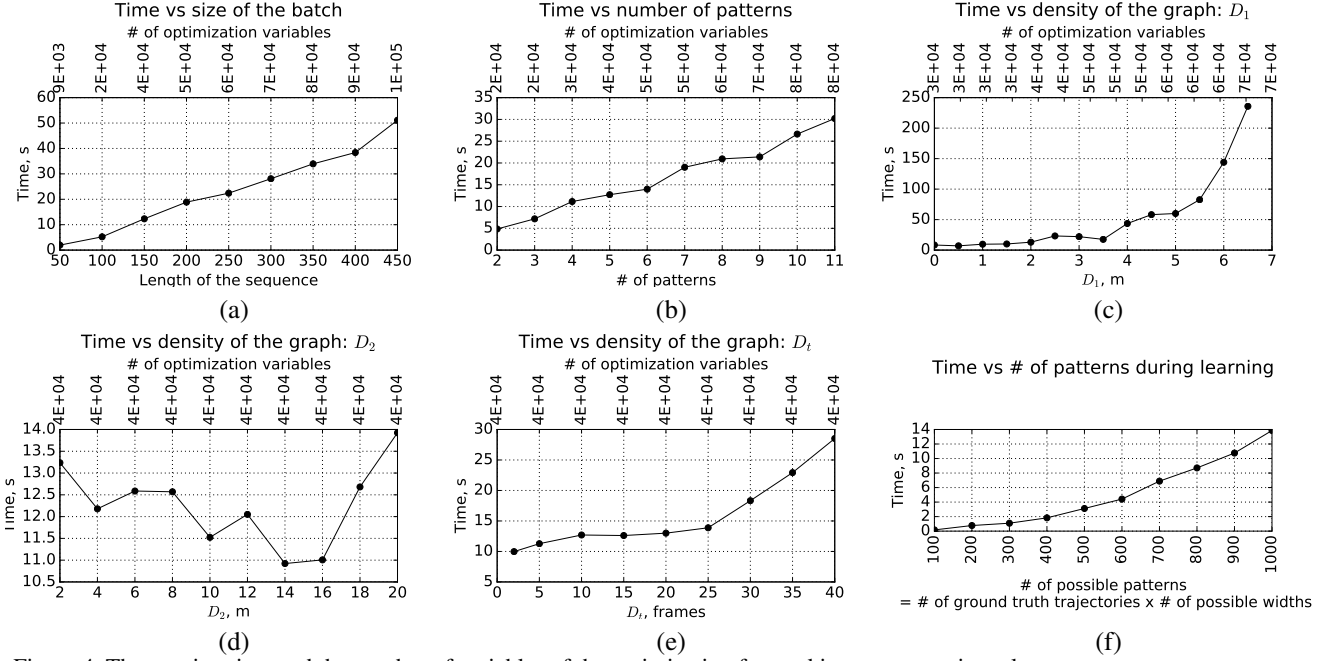 Time vs size of the batch
# of optimization variables
9E+03 2E+04 4E+04 5E+04 6E+04 7E+04 8E+04 9E+04 1E+05
60
50
40
30
20
10
0
Time, s
50 100 150 200 250 300 350 400 450
Length of the sequence
(a)
Time vs number of patterns
# of optimization variables
2E+04 2E+04 3E+04 4E+04 5E+04 5E+04 6E+04 7E+04 8E+04 8E+04
35
30
25
20
15
10
5
0
Time, s
2 3 4 5 6 7 8 9 10 11
# of patterns
(b)
Time vs density of the graph: D₁
# of optimization variables
3E+04 3E+04 3E+04 3E+04 3E+04 4E+04 4E+04 4E+04 4E+04 5E+04 5E+04 6E+04 6E+04 7E+04 7E+04
250
200
150
100
50
0
Time, s
0 1 2 3 4 5 6 7
D₁, m
(c)
Time vs density of the graph: D₂
# of optimization variables
4E+04 4E+04 4E+04 4E+04 4E+04 4E+04 4E+04 4E+04 4E+04 4E+04
14.0
13.5
13.0
12.5
12.0
11.5
11.0
10.5
Time, s
2 4 6 8 10 12 14 16 18 20
D₂, m
(d)
Time vs density of the graph: Dₜ
# of optimization variables
4E+04 4E+04 4E+04 4E+04 4E+04 4E+04 4E+04 4E+04 4E+04
30
25
20
15
10
5
Time, s
0 5 10 15 20 25 30 35 40
Dₜ, frames
(e)
Time vs # of patterns during learning
14
12
10
8
6
4
2
0
Time, s
100 200 300 400 500 600 700 800 900 1000
# of possible patterns
= # of ground truth trajectories x # of possible widths
(f)